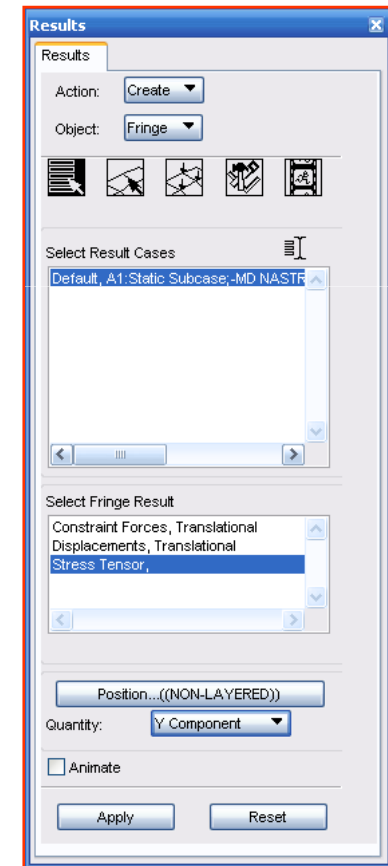 Results
Results
Action: Create
Object: Fringe
Select Result Cases
Default, A1:Static Subcase;-MD NASTR
Select Fringe Result
Constraint Forces, Translational
Displacements, Translational
Stress Tensor,
Position...((NON-LAYERED))
Quantity: Y Component
Animate
Apply Reset